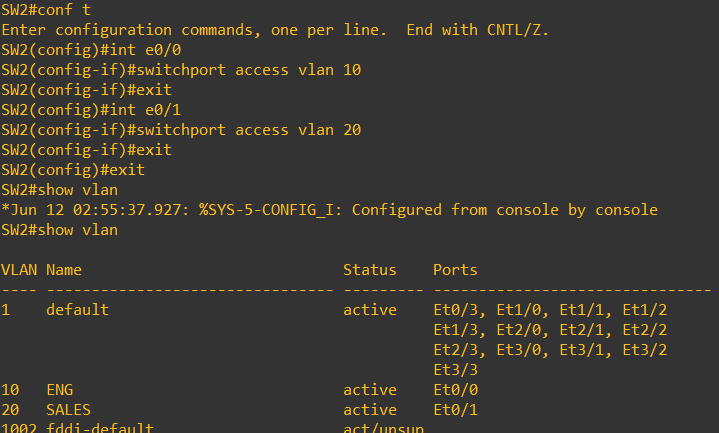 SW2#conf t
Enter configuration commands, one per line.  End with CNTL/Z.
SW2(config)#int e0/0
SW2(config-if)#switchport access vlan 10
SW2(config-if)#exit
SW2(config)#int e0/1
SW2(config-if)#switchport access vlan 20
SW2(config-if)#exit
SW2(config)#exit
SW2#show vlan
*Jun 12 02:55:37.927: %SYS-5-CONFIG_I: Configured from console by console
SW2#show vlan
VLAN Name                             Status    Ports
---- -------------------------------- --------- -------------------------------
1    default                          active    Et0/3, Et1/0, Et1/1, Et1/2
                                                Et1/3, Et2/0, Et2/1, Et2/2
                                                Et2/3, Et3/0, Et3/1, Et3/2
                                                Et3/3
10   ENG                              active    Et0/0
20   SALES                            active    Et0/1
1002 fddi-default                     act/unsup